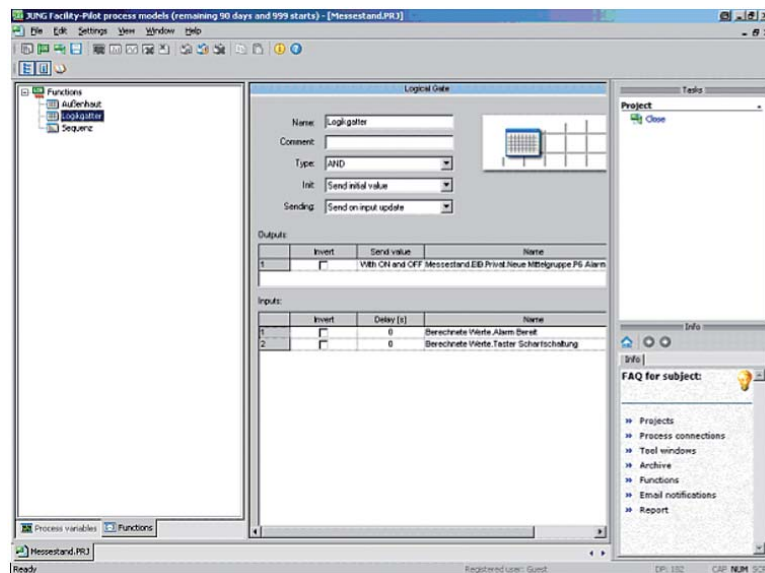 JUNG Facility-Pilot process models (remaining 90 days and 999 starts) - [Messestand.PRJ]
File Edit Settings View Window Help
Functions
Außenhaut
Logikgatter
Sequenz
Process variables
Functions
Logical Gate
Name: Logikgatter
Comment:
Type: AND
Init: Send initial value
Sending: Send on input update
Outputs:
Invert Send value Name
1 With ON and OFF Messestand.EIB.Privat.Neue Mittelgruppe.P6 Alarm
Inputs:
Invert Delay [s] Name
1 0 Berechnete Werte.Alarm Bereit
2 0 Berechnete Werte.Taster Scharfschaltung
Tasks
Project
Close
Info
Info
FAQ for subject:
» Projects
» Process connections
» Tool windows
» Archive
» Functions
» Email notifications
» Report
Messestand.PRJ
Ready
Registered user: Guest
CAP NUM SCR